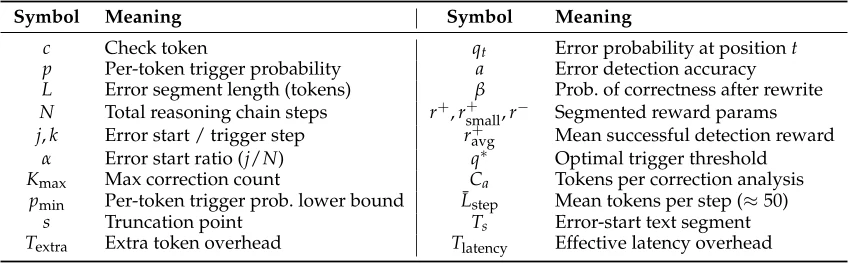 Symbol Meaning Symbol Meaning
c Check token qₜ Error probability at position t
p Per-token trigger probability a Error detection accuracy
L Error segment length (tokens) β Prob. of correctness after rewrite
N Total reasoning chain steps r⁺, r⁺_small, r⁻ Segmented reward params
j, k Error start / trigger step r⁺_avg Mean successful detection reward
α Error start ratio (j/N) q* Optimal trigger threshold
K_max Max correction count C_a Tokens per correction analysis
p_min Per-token trigger prob. lower bound L̄_step Mean tokens per step (≈ 50)
s Truncation point T_s Error-start text segment
T_extra Extra token overhead T_latency Effective latency overhead